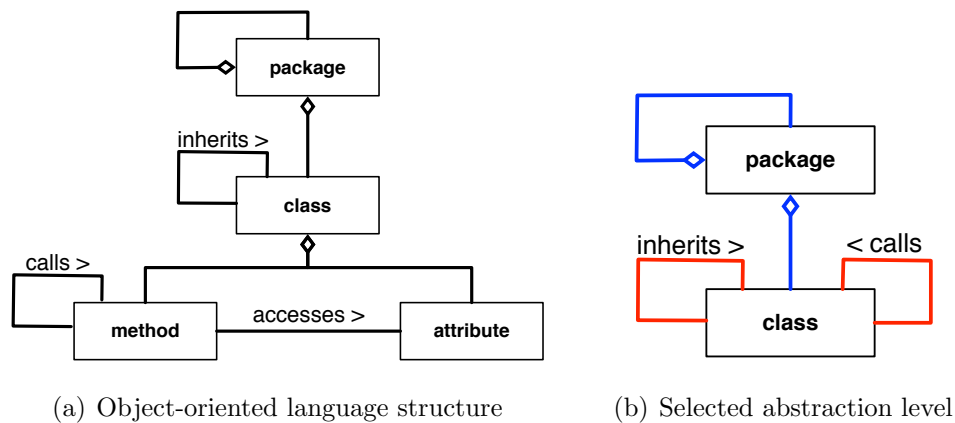 package
inherits >
class
calls >
method
accesses >
attribute
(a) Object-oriented language structure
package
inherits >
< calls
class
(b) Selected abstraction level